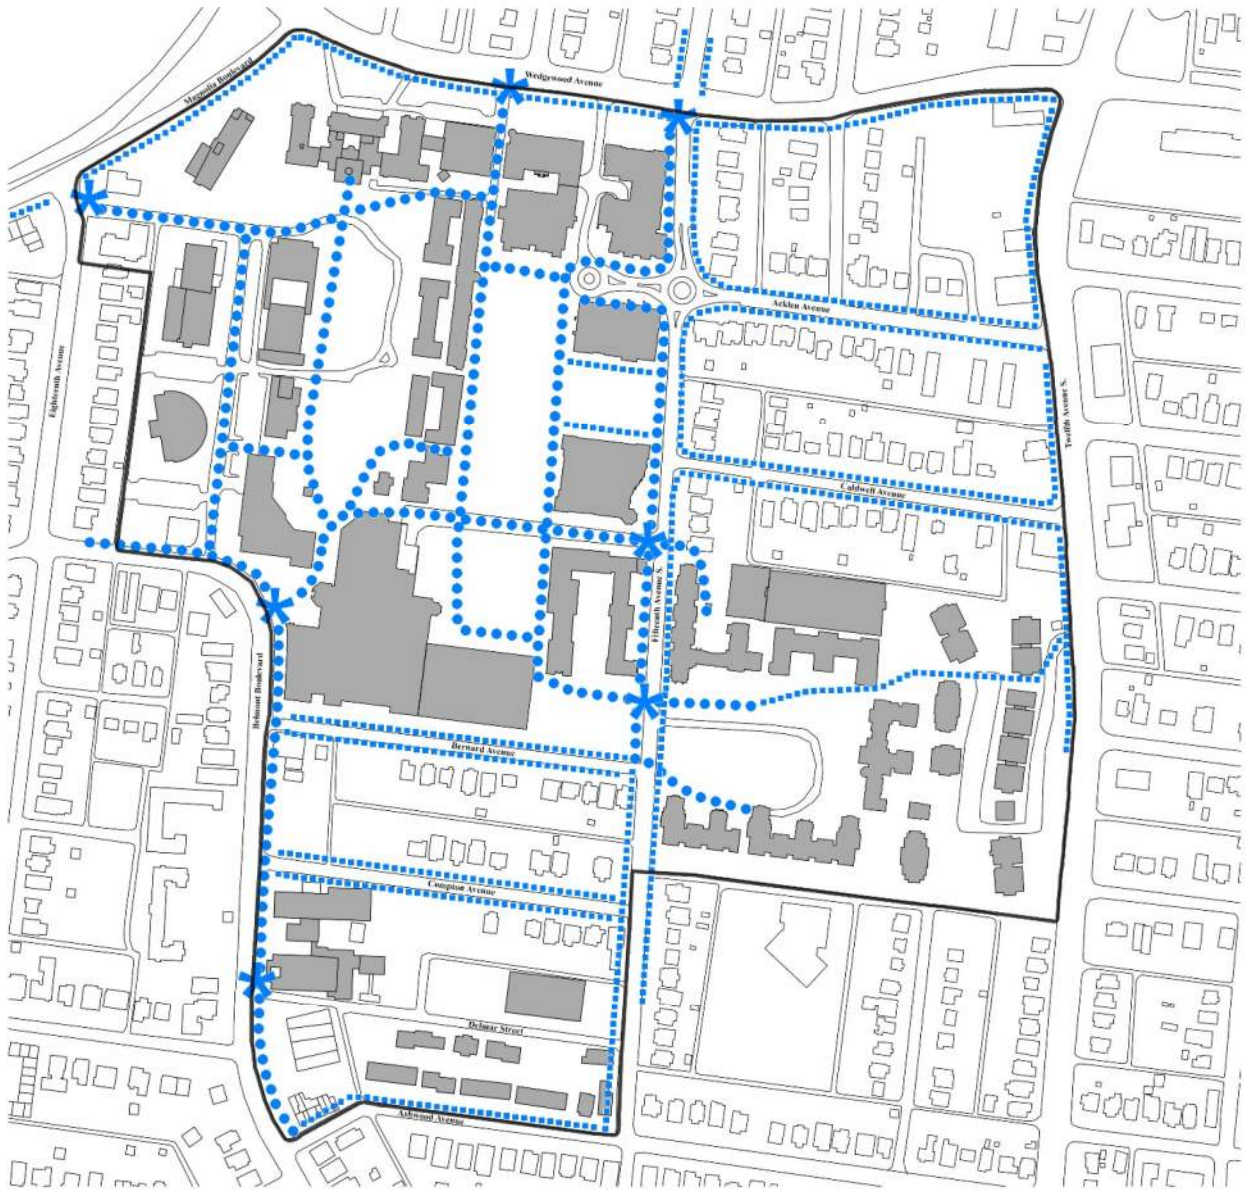 Wedgewood Avenue
Magnolia Boulevard
Acklen Avenue
Eighteenth Avenue
Twelfth Avenue S.
Caldwell Avenue
Fifteenth Avenue S.
Belmont Boulevard
Bernard Avenue
Compton Avenue
Delmar Street
Ashwood Avenue